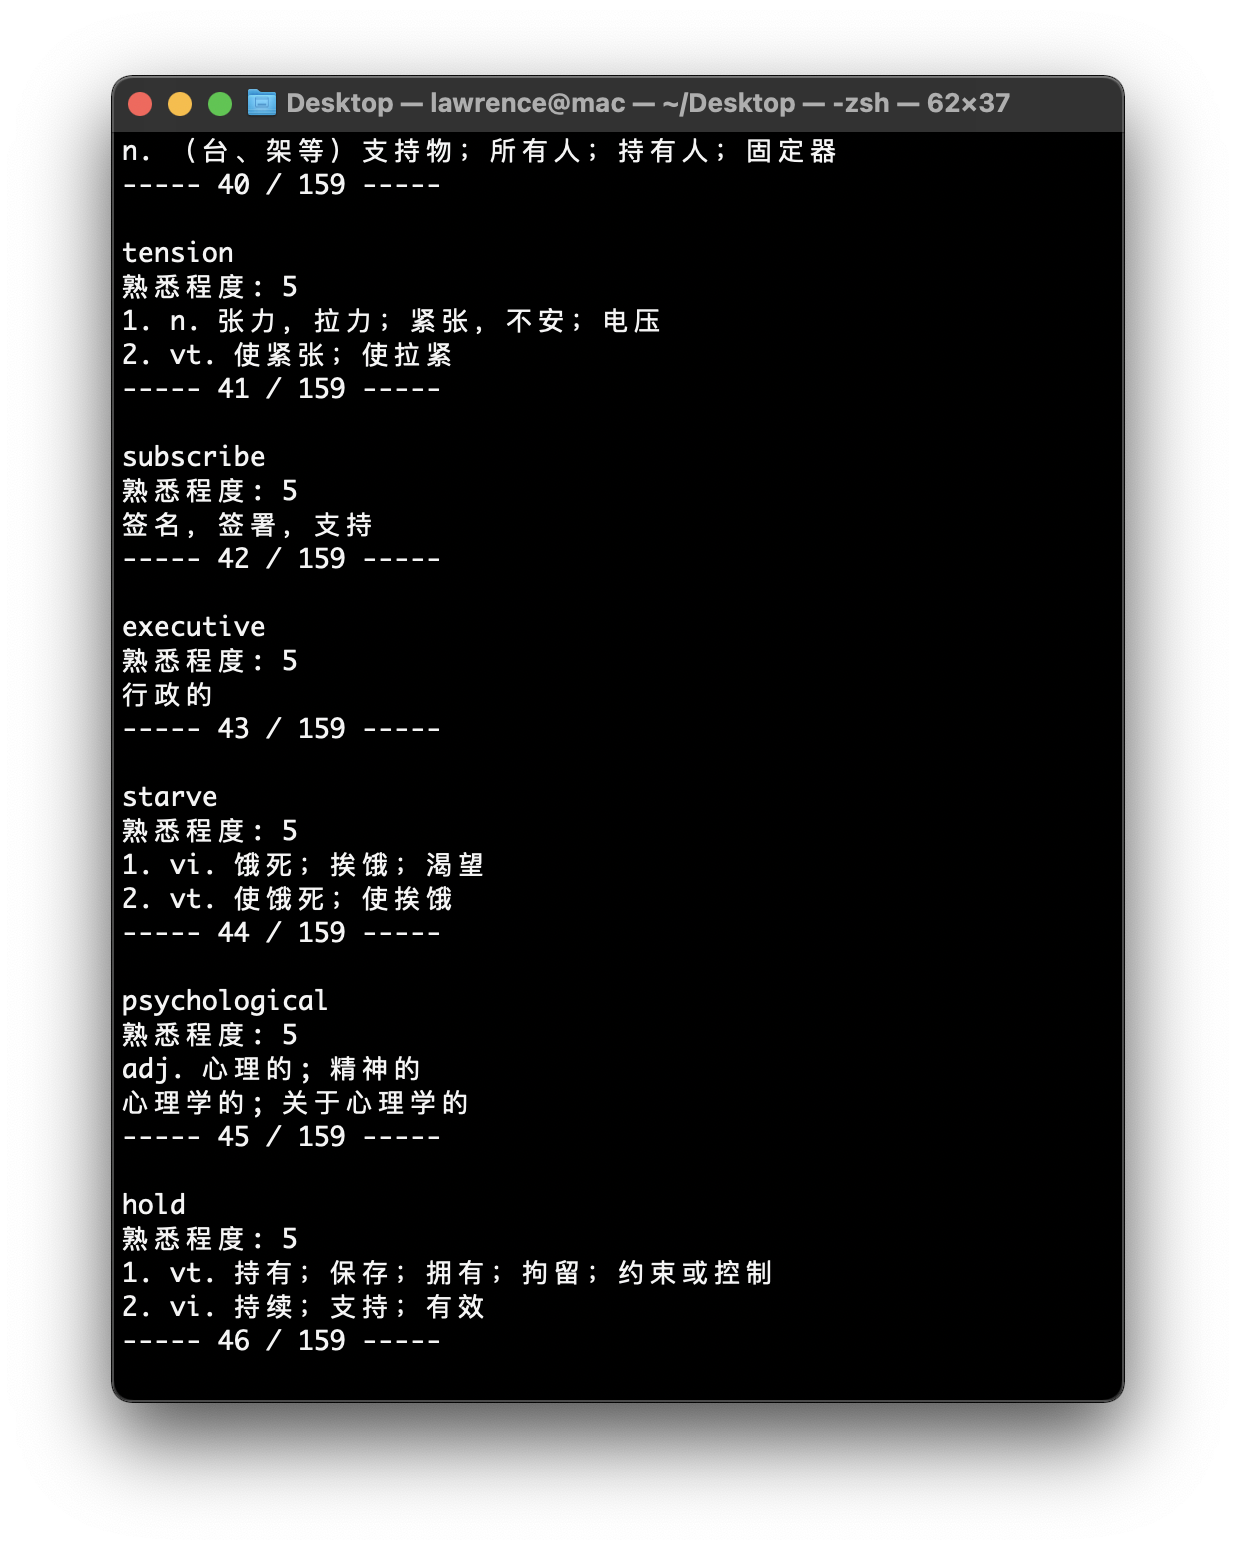 Desktop — lawrence@mac — ~/Desktop — -zsh — 62×37
n. （台、架等）支持物；所有人；持有人；固定器
----- 40 / 159 -----
tension
熟悉程度：5
1. n. 张力，拉力；紧张，不安；电压
2. vt. 使紧张；使拉紧
----- 41 / 159 -----
subscribe
熟悉程度：5
签名，签署，支持
----- 42 / 159 -----
executive
熟悉程度：5
行政的
----- 43 / 159 -----
starve
熟悉程度：5
1. vi. 饿死；挨饿；渴望
2. vt. 使饿死；使挨饿
----- 44 / 159 -----
psychological
熟悉程度：5
adj. 心理的；精神的
心理学的；关于心理学的
----- 45 / 159 -----
hold
熟悉程度：5
1. vt. 持有；保存；拥有；拘留；约束或控制
2. vi. 持续；支持；有效
----- 46 / 159 -----